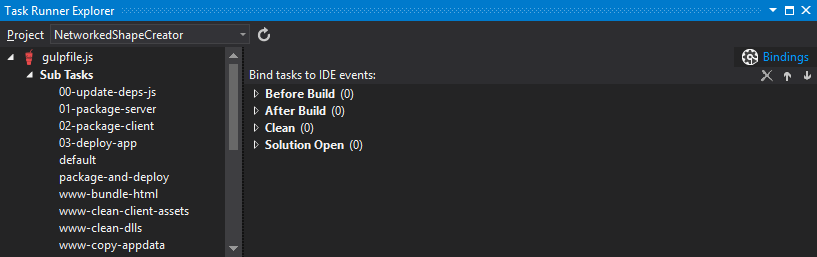 Task Runner Explorer
Project NetworkedShapeCreator
gulpfile.js
Sub Tasks
00-update-deps-js
01-package-server
02-package-client
03-deploy-app
default
package-and-deploy
www-bundle-html
www-clean-client-assets
www-clean-dlls
www-copy-appdata
Bindings
Bind tasks to IDE events:
Before Build (0)
After Build (0)
Clean (0)
Solution Open (0)